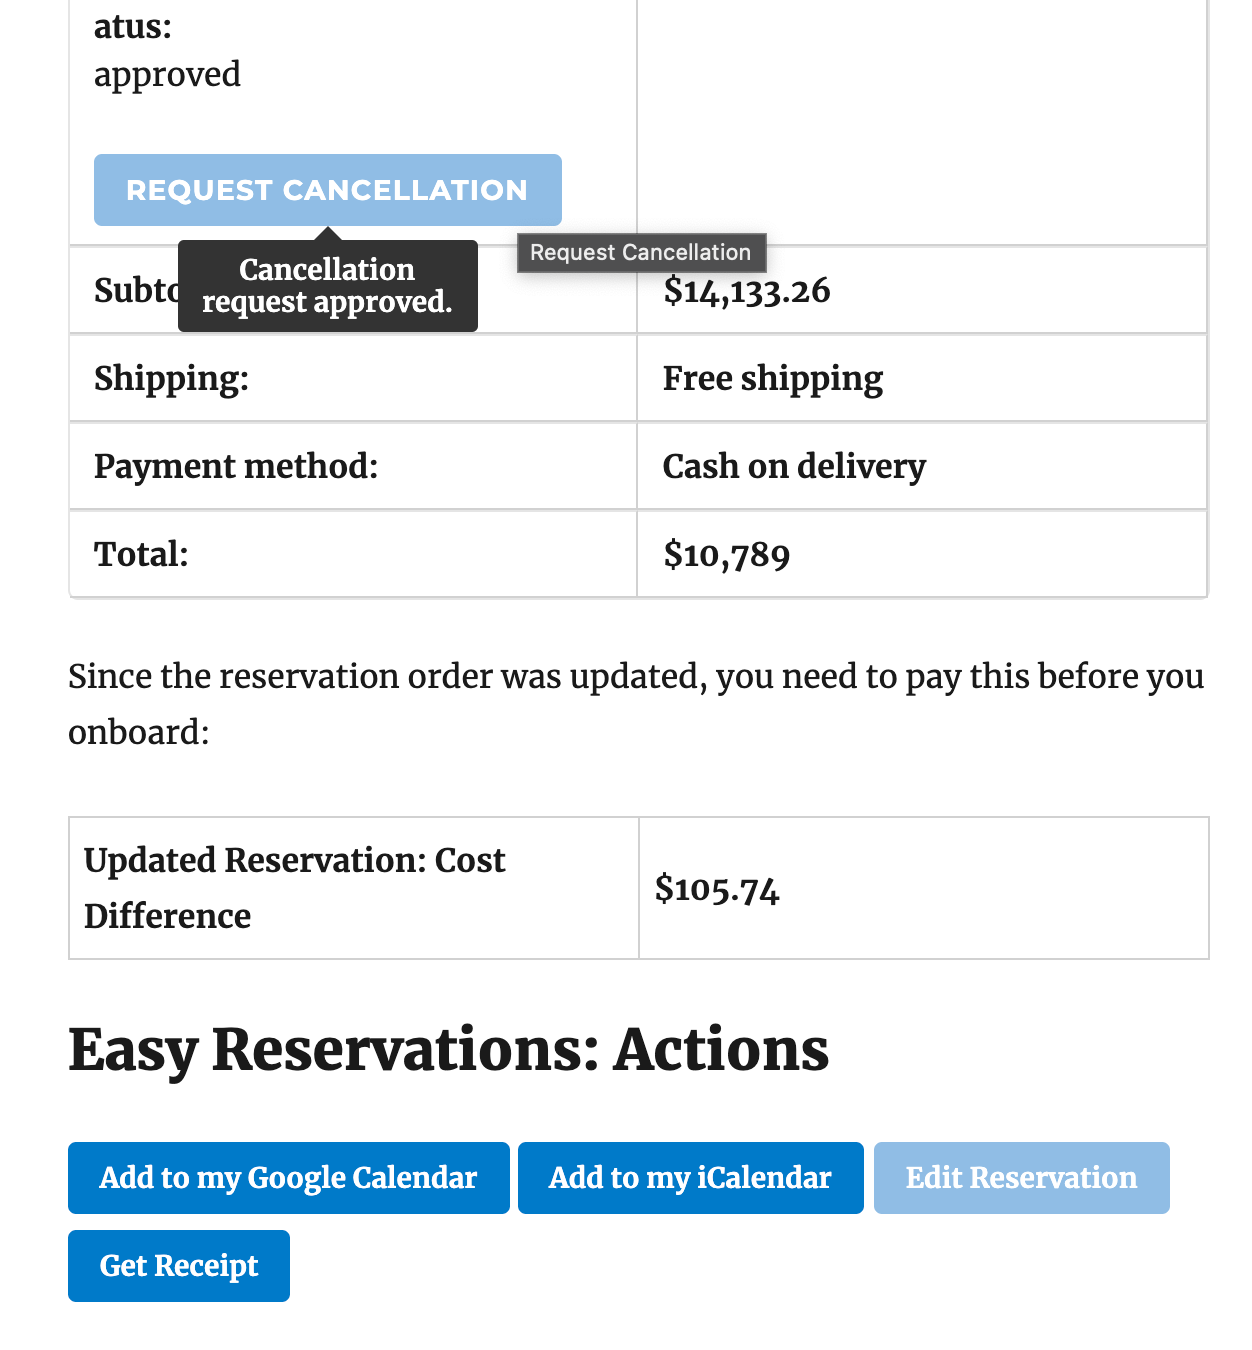 atus:
approved
REQUEST CANCELLATION
Request Cancellation
Cancellation
request approved.
$14,133.26
Shipping:
Free shipping
Payment method:
Cash on delivery
Total:
$10,789
Since the reservation order was updated, you need to pay this before you
onboard:
Updated Reservation: Cost
Difference
$105.74
Easy Reservations: Actions
Add to my Google Calendar
Add to my iCalendar
Edit Reservation
Get Receipt